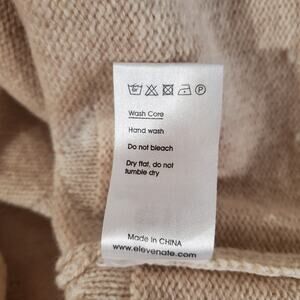 Wash Care
Hand wash
Do not bleach
Dry flat, do not
tumble dry
Made in CHINA
www.elevenate.com